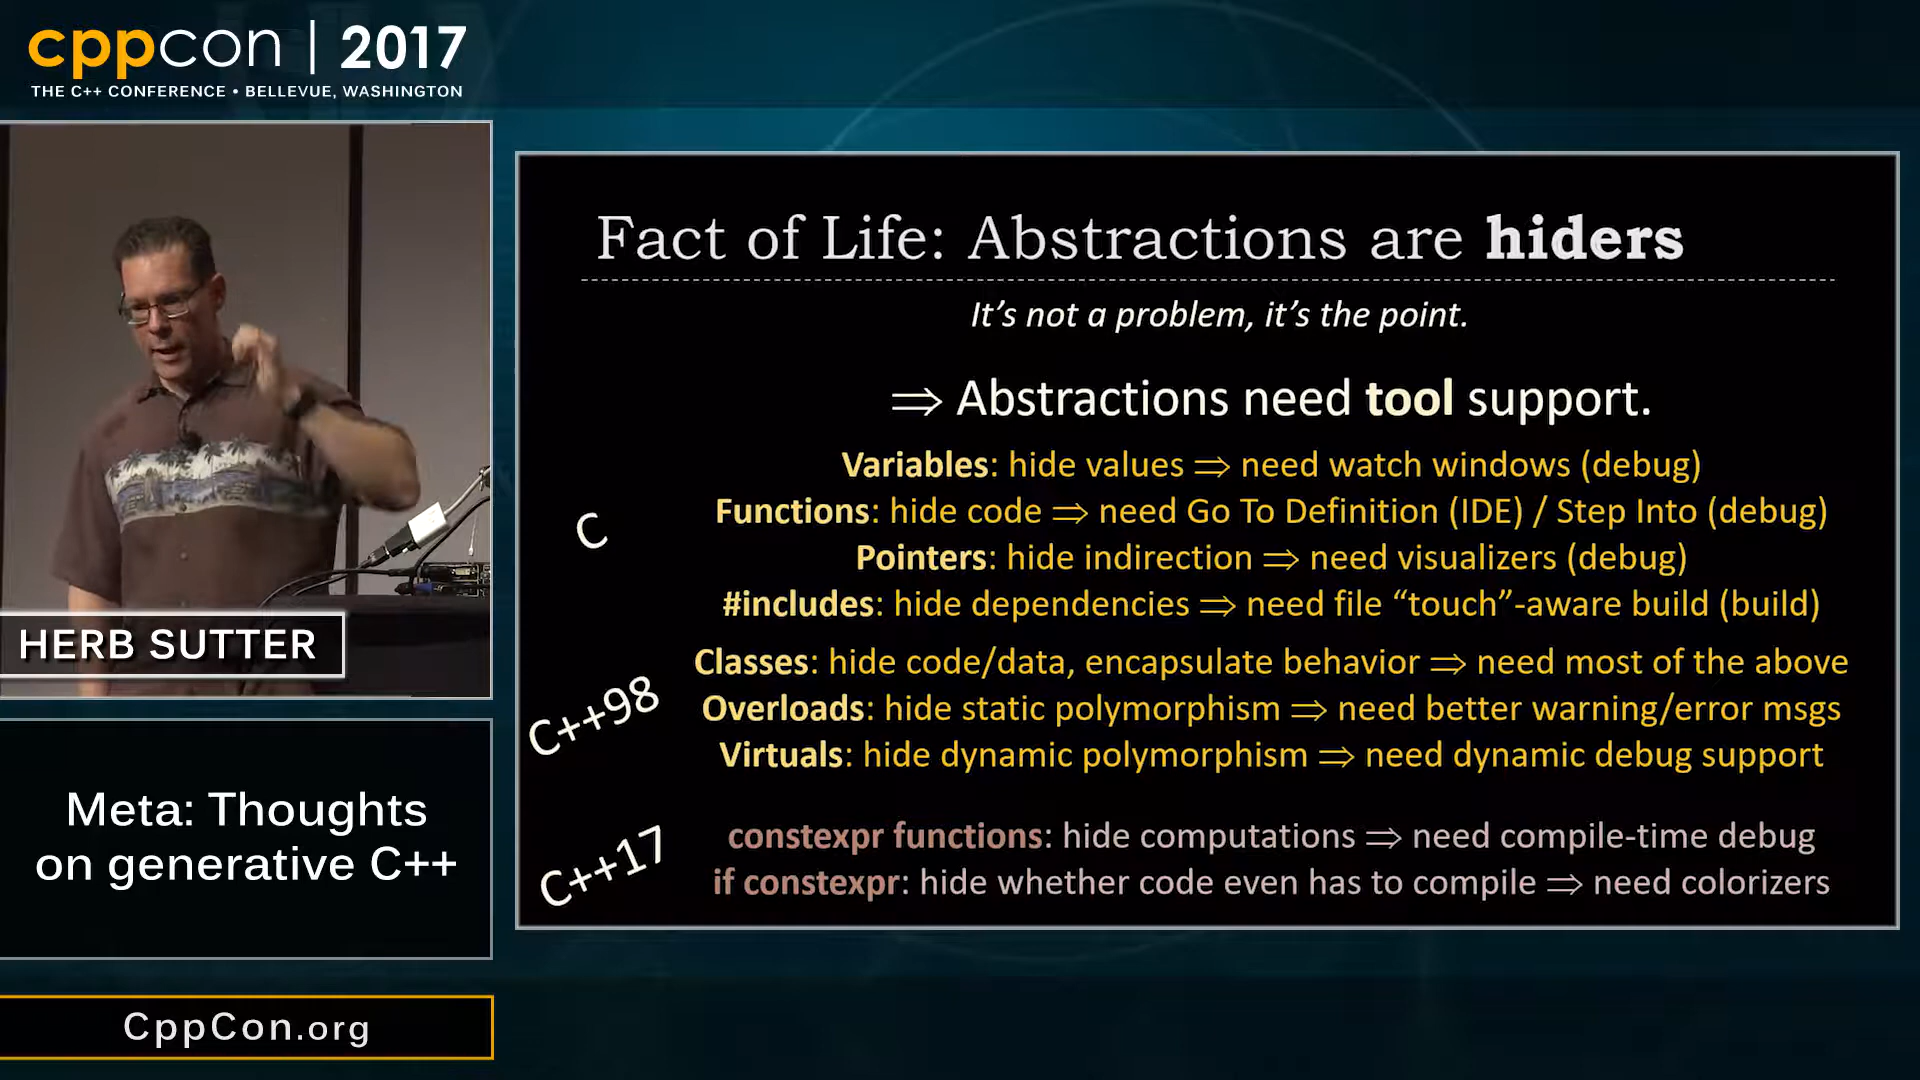 cppcon | 2017
THE C++ CONFERENCE • BELLEVUE, WASHINGTON
HERB SUTTER
Meta: Thoughts
on generative C++
CppCon.org
Fact of Life: Abstractions are hiders
It’s not a problem, it’s the point.
⇒ Abstractions need tool support.
C
Variables: hide values ⇒ need watch windows (debug)
Functions: hide code ⇒ need Go To Definition (IDE) / Step Into (debug)
Pointers: hide indirection ⇒ need visualizers (debug)
#includes: hide dependencies ⇒ need file “touch”-aware build (build)
C++98
Classes: hide code/data, encapsulate behavior ⇒ need most of the above
Overloads: hide static polymorphism ⇒ need better warning/error msgs
Virtuals: hide dynamic polymorphism ⇒ need dynamic debug support
C++17
constexpr functions: hide computations ⇒ need compile-time debug
if constexpr: hide whether code even has to compile ⇒ need colorizers